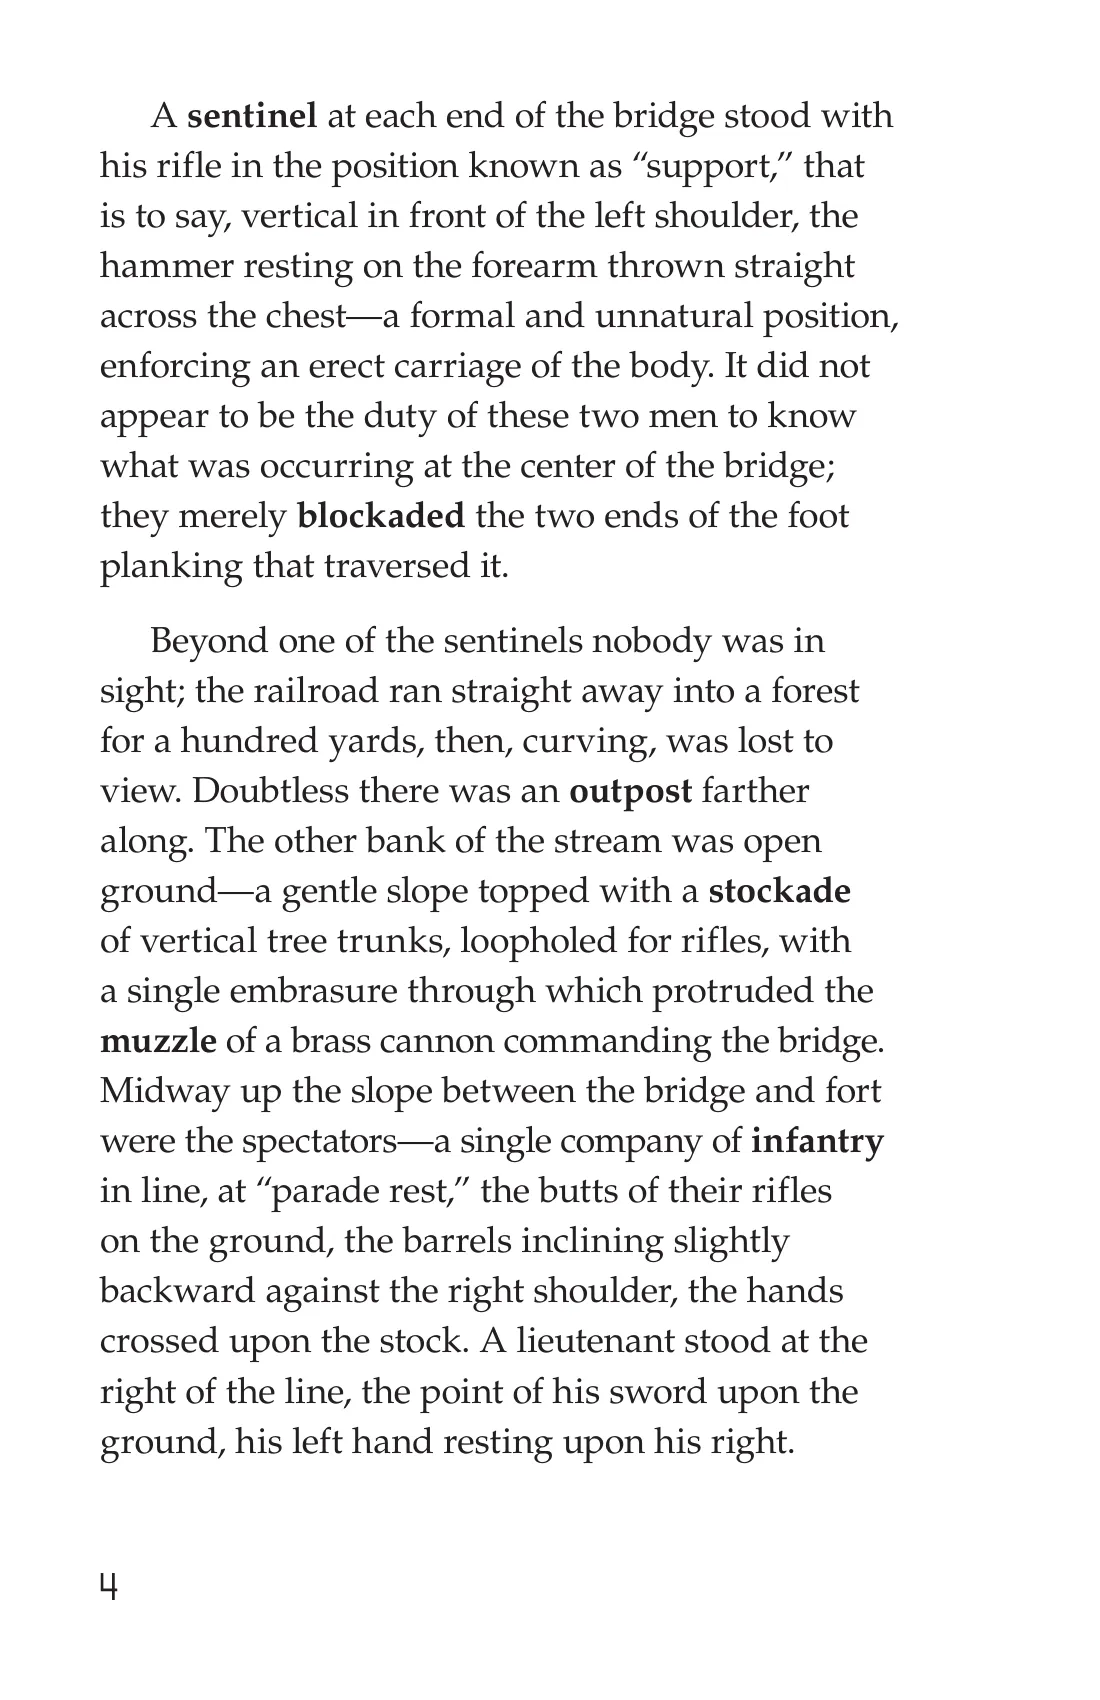 A sentinel at each end of the bridge stood with
his rifle in the position known as “support,” that
is to say, vertical in front of the left shoulder, the
hammer resting on the forearm thrown straight
across the chest—a formal and unnatural position,
enforcing an erect carriage of the body. It did not
appear to be the duty of these two men to know
what was occurring at the center of the bridge;
they merely blockaded the two ends of the foot
planking that traversed it.
Beyond one of the sentinels nobody was in
sight; the railroad ran straight away into a forest
for a hundred yards, then, curving, was lost to
view. Doubtless there was an outpost farther
along. The other bank of the stream was open
ground—a gentle slope topped with a stockade
of vertical tree trunks, loopholed for rifles, with
a single embrasure through which protruded the
muzzle of a brass cannon commanding the bridge.
Midway up the slope between the bridge and fort
were the spectators—a single company of infantry
in line, at “parade rest,” the butts of their rifles
on the ground, the barrels inclining slightly
backward against the right shoulder, the hands
crossed upon the stock. A lieutenant stood at the
right of the line, the point of his sword upon the
ground, his left hand resting upon his right.
4